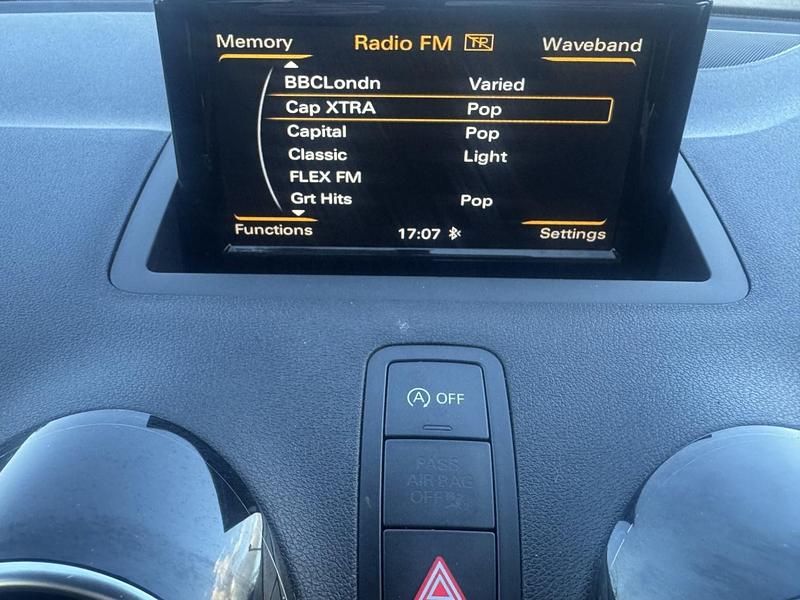 Memory Radio FM TP Waveband
BBCLondn Varied
Cap XTRA Pop
Capital Pop
Classic Light
FLEX FM
Grt Hits Pop
Functions 17:07 Settings
A OFF
PASS
AIR BAG
OFF